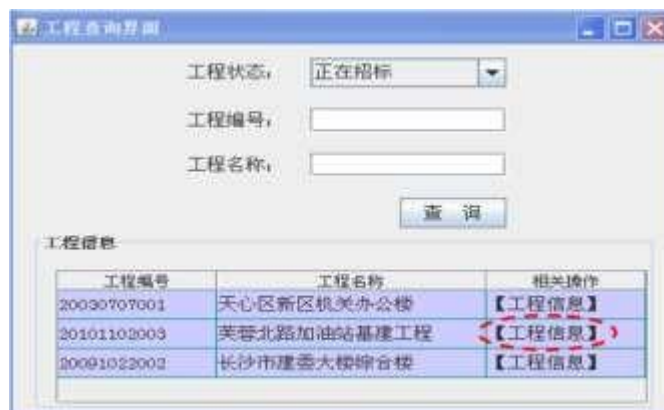 工程查询界面
工程状态：
正在招标
工程编号：
工程名称：
查 询
工程信息
工程编号 工程名称 相关操作
20030707001 天心区新区机关办公楼 【工程信息】
20101102003 芙蓉北路加油站基建工程 【工程信息】
20091022002 长沙市建委大楼综合楼 【工程信息】